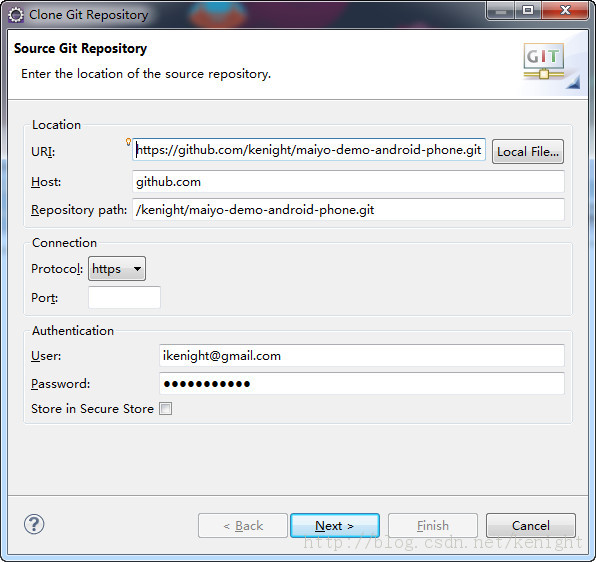 Clone Git Repository
Source Git Repository
Enter the location of the source repository.
GIT
Location
URI:
https://github.com/kenight/maiyo-demo-android-phone.git
Local File...
Host:
github.com
Repository path:
/kenight/maiyo-demo-android-phone.git
Connection
Protocol:
https
Port:
Authentication
User:
ikenight@gmail.com
Password:
●●●●●●●●●●●
Store in Secure Store
?
< Back
Next >
Finish
Cancel
http://blog.csdn.net/kenight